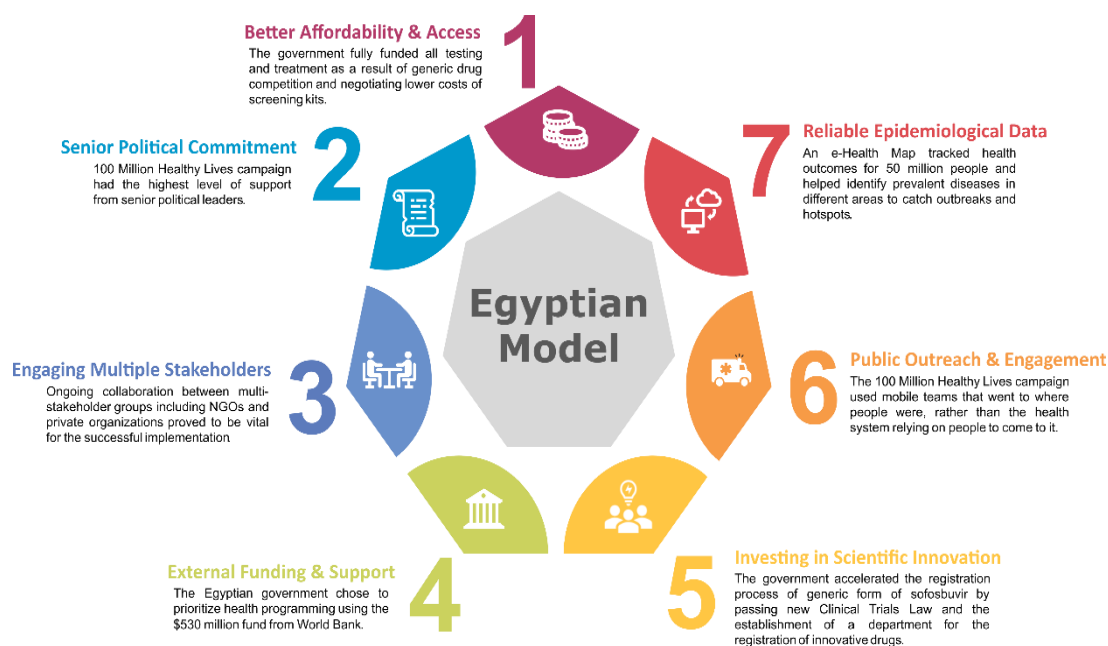 1
Better Affordability & Access
The government fully funded all testing
and treatment as a result of generic drug
competition and negotiating lower costs of
screening kits.
2
Senior Political Commitment
100 Million Healthy Lives campaign
had the highest level of support
from senior political leaders.
3
Engaging Multiple Stakeholders
Ongoing collaboration between multi-
stakeholder groups including NGOs and
private organizations proved to be vital
for the successful implementation.
4
External Funding & Support
The Egyptian government chose to
prioritize health programming using the
$530 million fund from World Bank.
5
Investing in Scientific Innovation
The government accelerated the registration
process of generic form of sofosbuvir by
passing new Clinical Trials Law and the
establishment of a department for the
registration of innovative drugs.
6
Public Outreach & Engagement
The 100 Million Healthy Lives campaign
used mobile teams that went to where
people were, rather than the health
system relying on people to come to it.
7
Reliable Epidemiological Data
An e-Health Map tracked health
outcomes for 50 million people and
helped identify prevalent diseases in
different areas to catch outbreaks and
hotspots.
Egyptian
Model